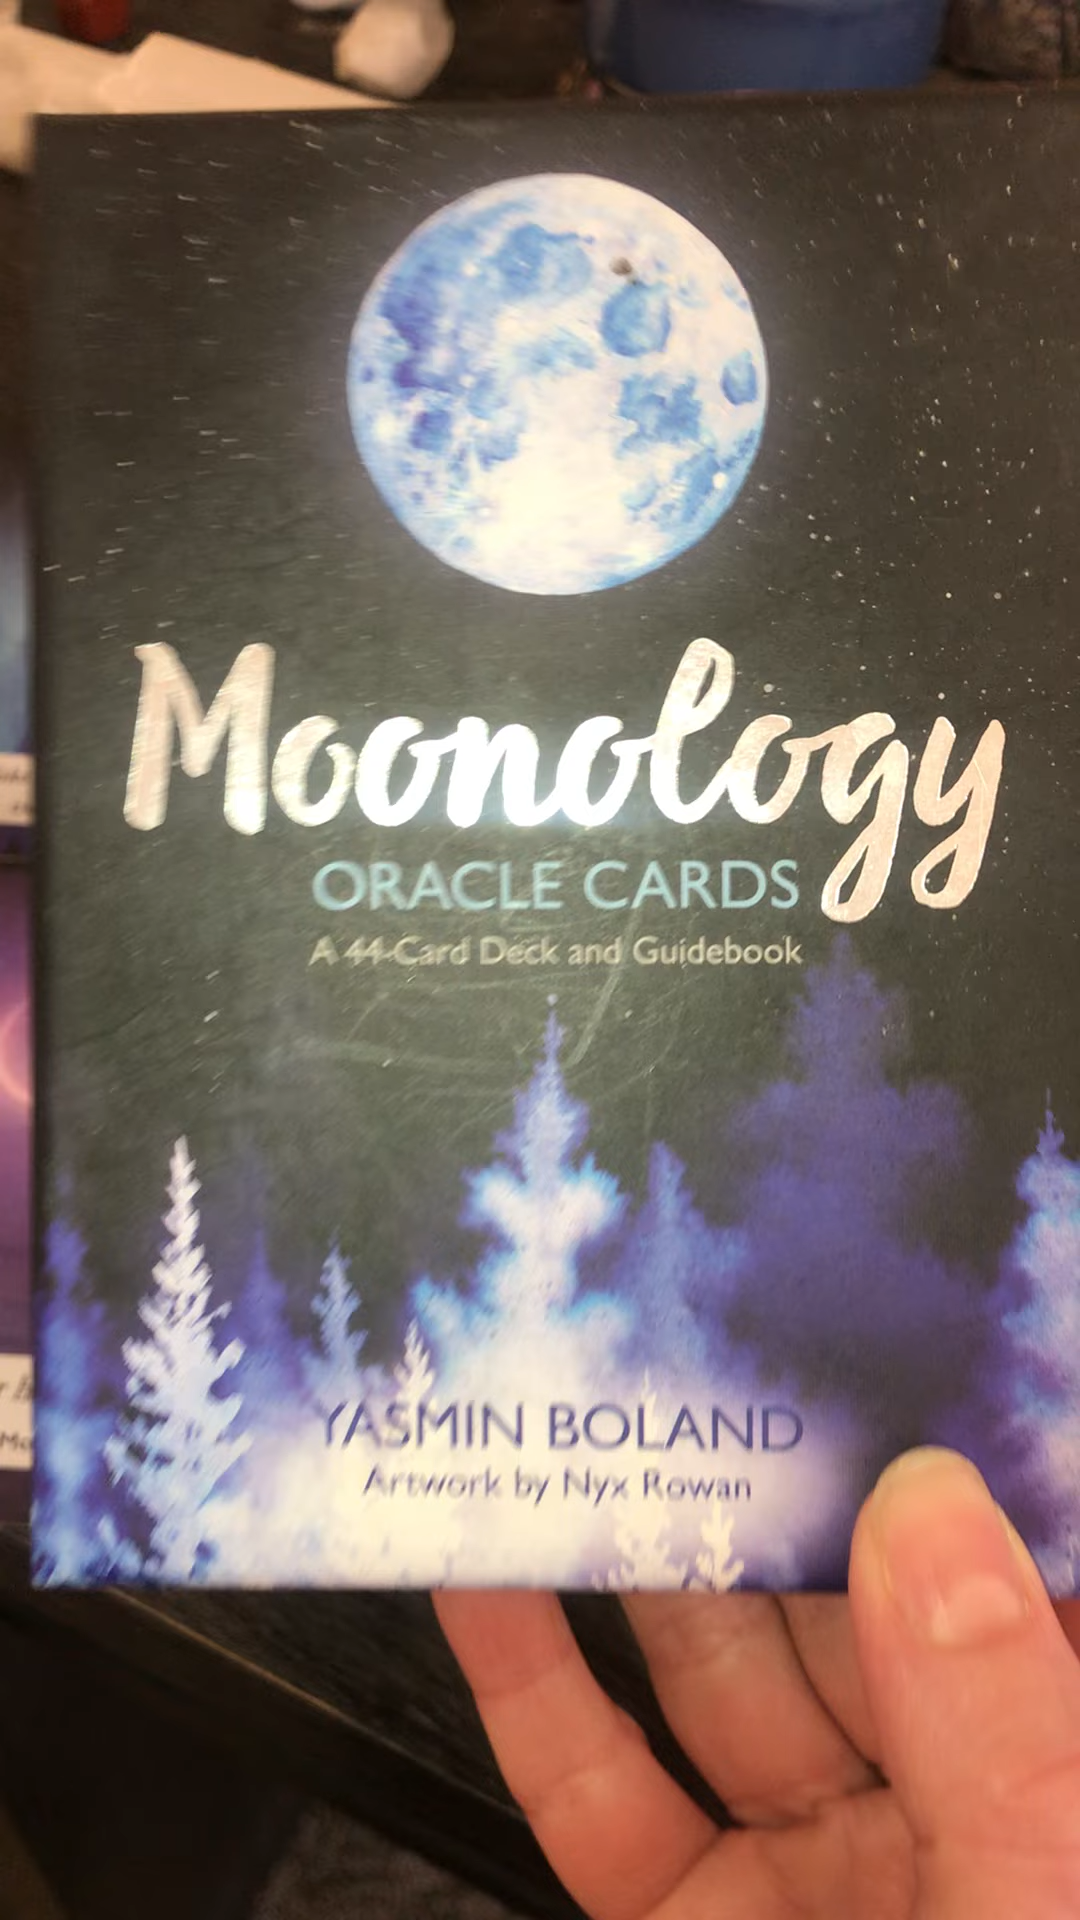 Moonology
ORACLE CARDS
A 44-Card Deck and Guidebook
YASMIN BOLAND
Artwork by Nyx Rowan